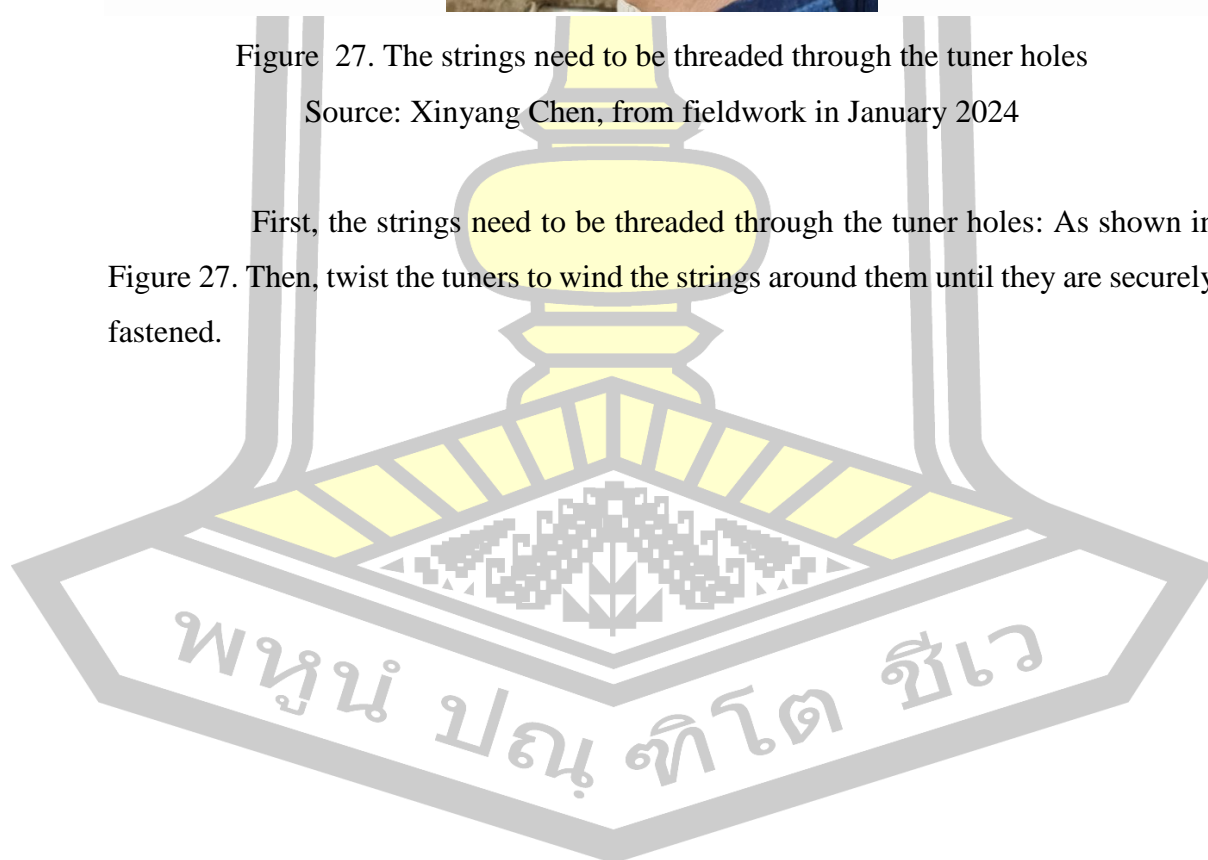 Figure  27. The strings need to be threaded through the tuner holes
Source: Xinyang Chen, from fieldwork in January 2024
First, the strings need to be threaded through the tuner holes: As shown in
Figure 27. Then, twist the tuners to wind the strings around them until they are securely
fastened.
พหูนํ ปณฺฑิโต ชีเว